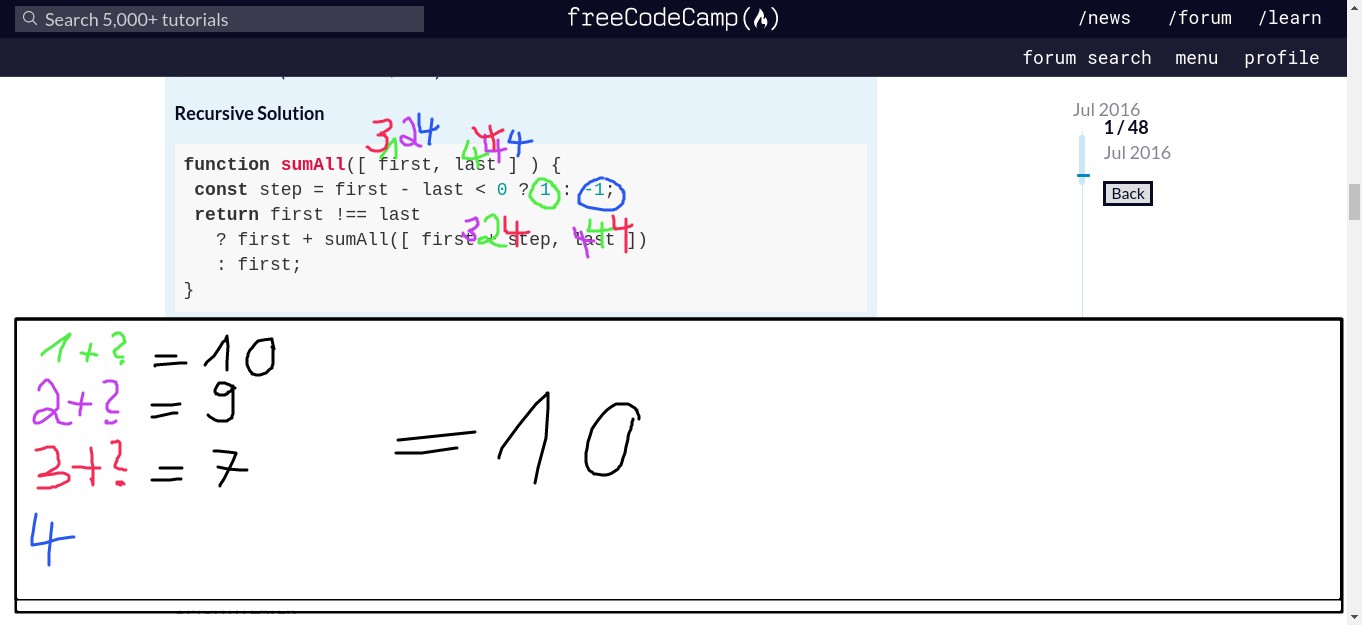 Search 5,000+ tutorials
freeCodeCamp(🔥)
/news /forum /learn
forum search menu profile
Recursive Solution
3 1 2 4 4 4 4 4
function sumAll([ first, last ] ) {
const step = first - last < 0 ? 1 : -1;
return first !== last
? first + sumAll([ first + step, last ])
3 2 4 4 4 4
: first;
}
Jul 2016
1 / 48
Jul 2016
Back
1+? = 10
2+? = 9
3+? = 7
4
= 10